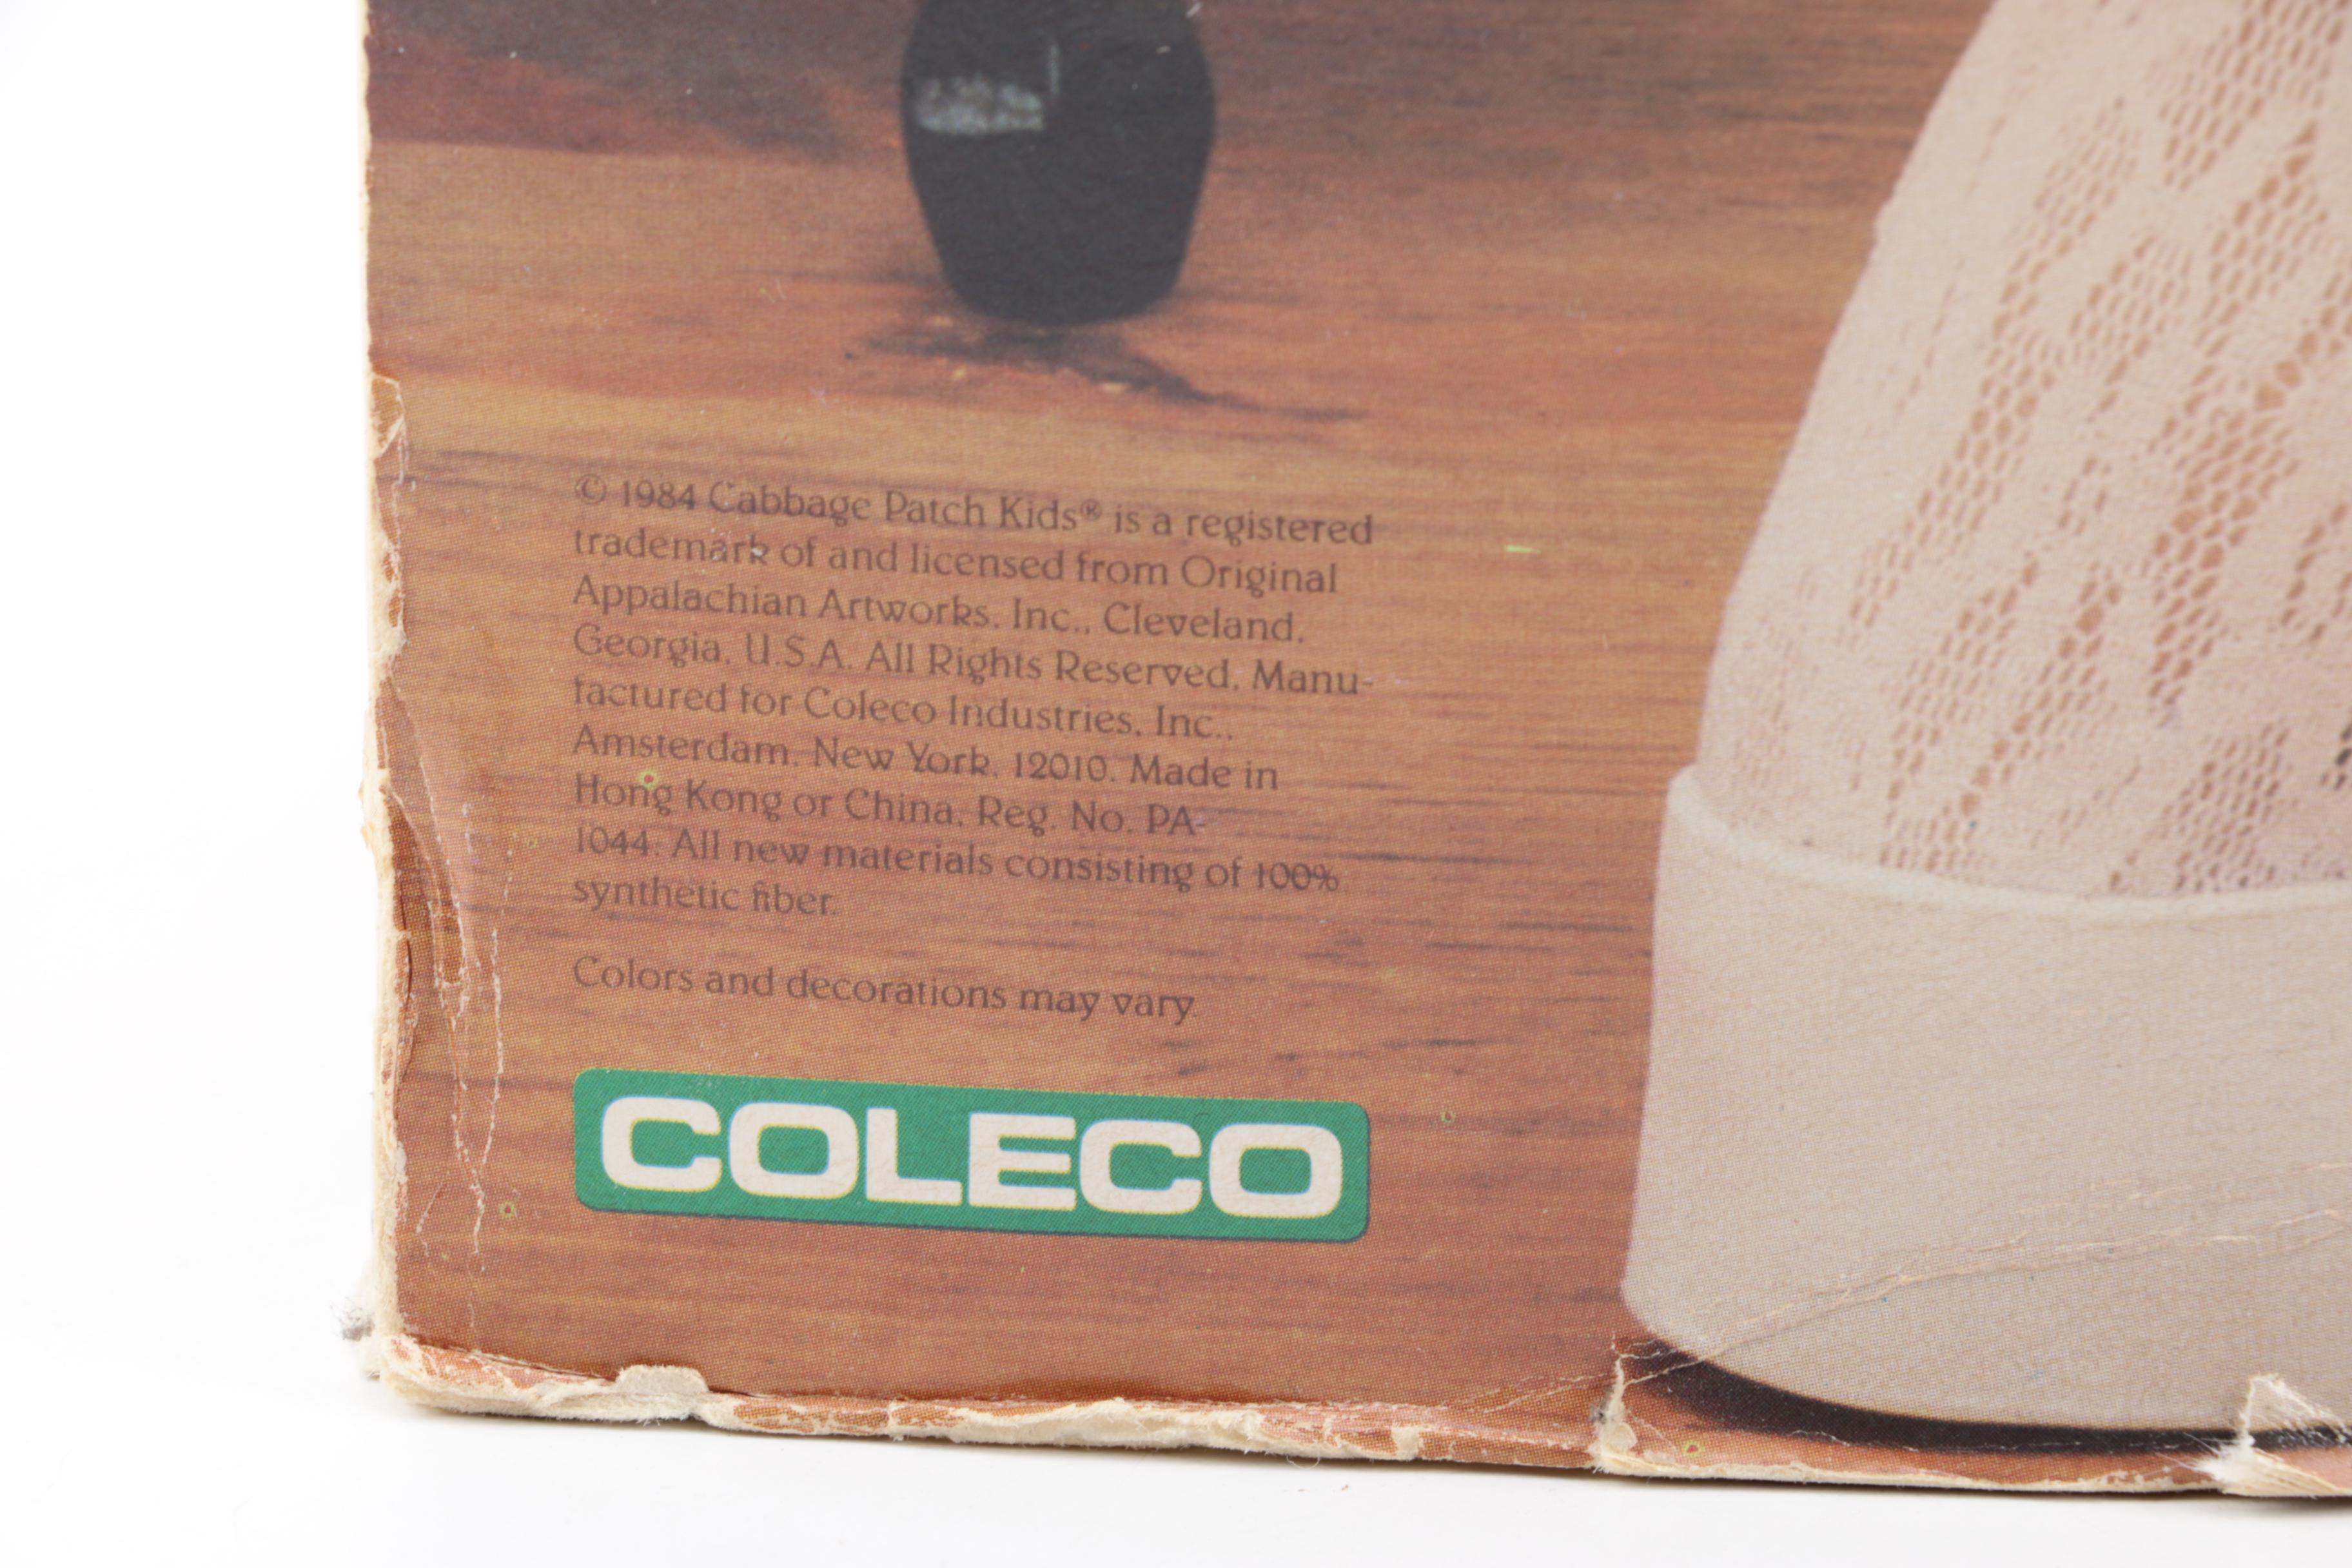 © 1984 Cabbage Patch Kids® is a registered
trademark of and licensed from Original
Appalachian Artworks, Inc., Cleveland,
Georgia, U.S.A. All Rights Reserved. Manu-
factured for Coleco Industries, Inc.,
Amsterdam, New York, 12010. Made in
Hong Kong or China, Reg. No. PA-
1044. All new materials consisting of 100%
synthetic fiber.
Colors and decorations may vary.
COLECO